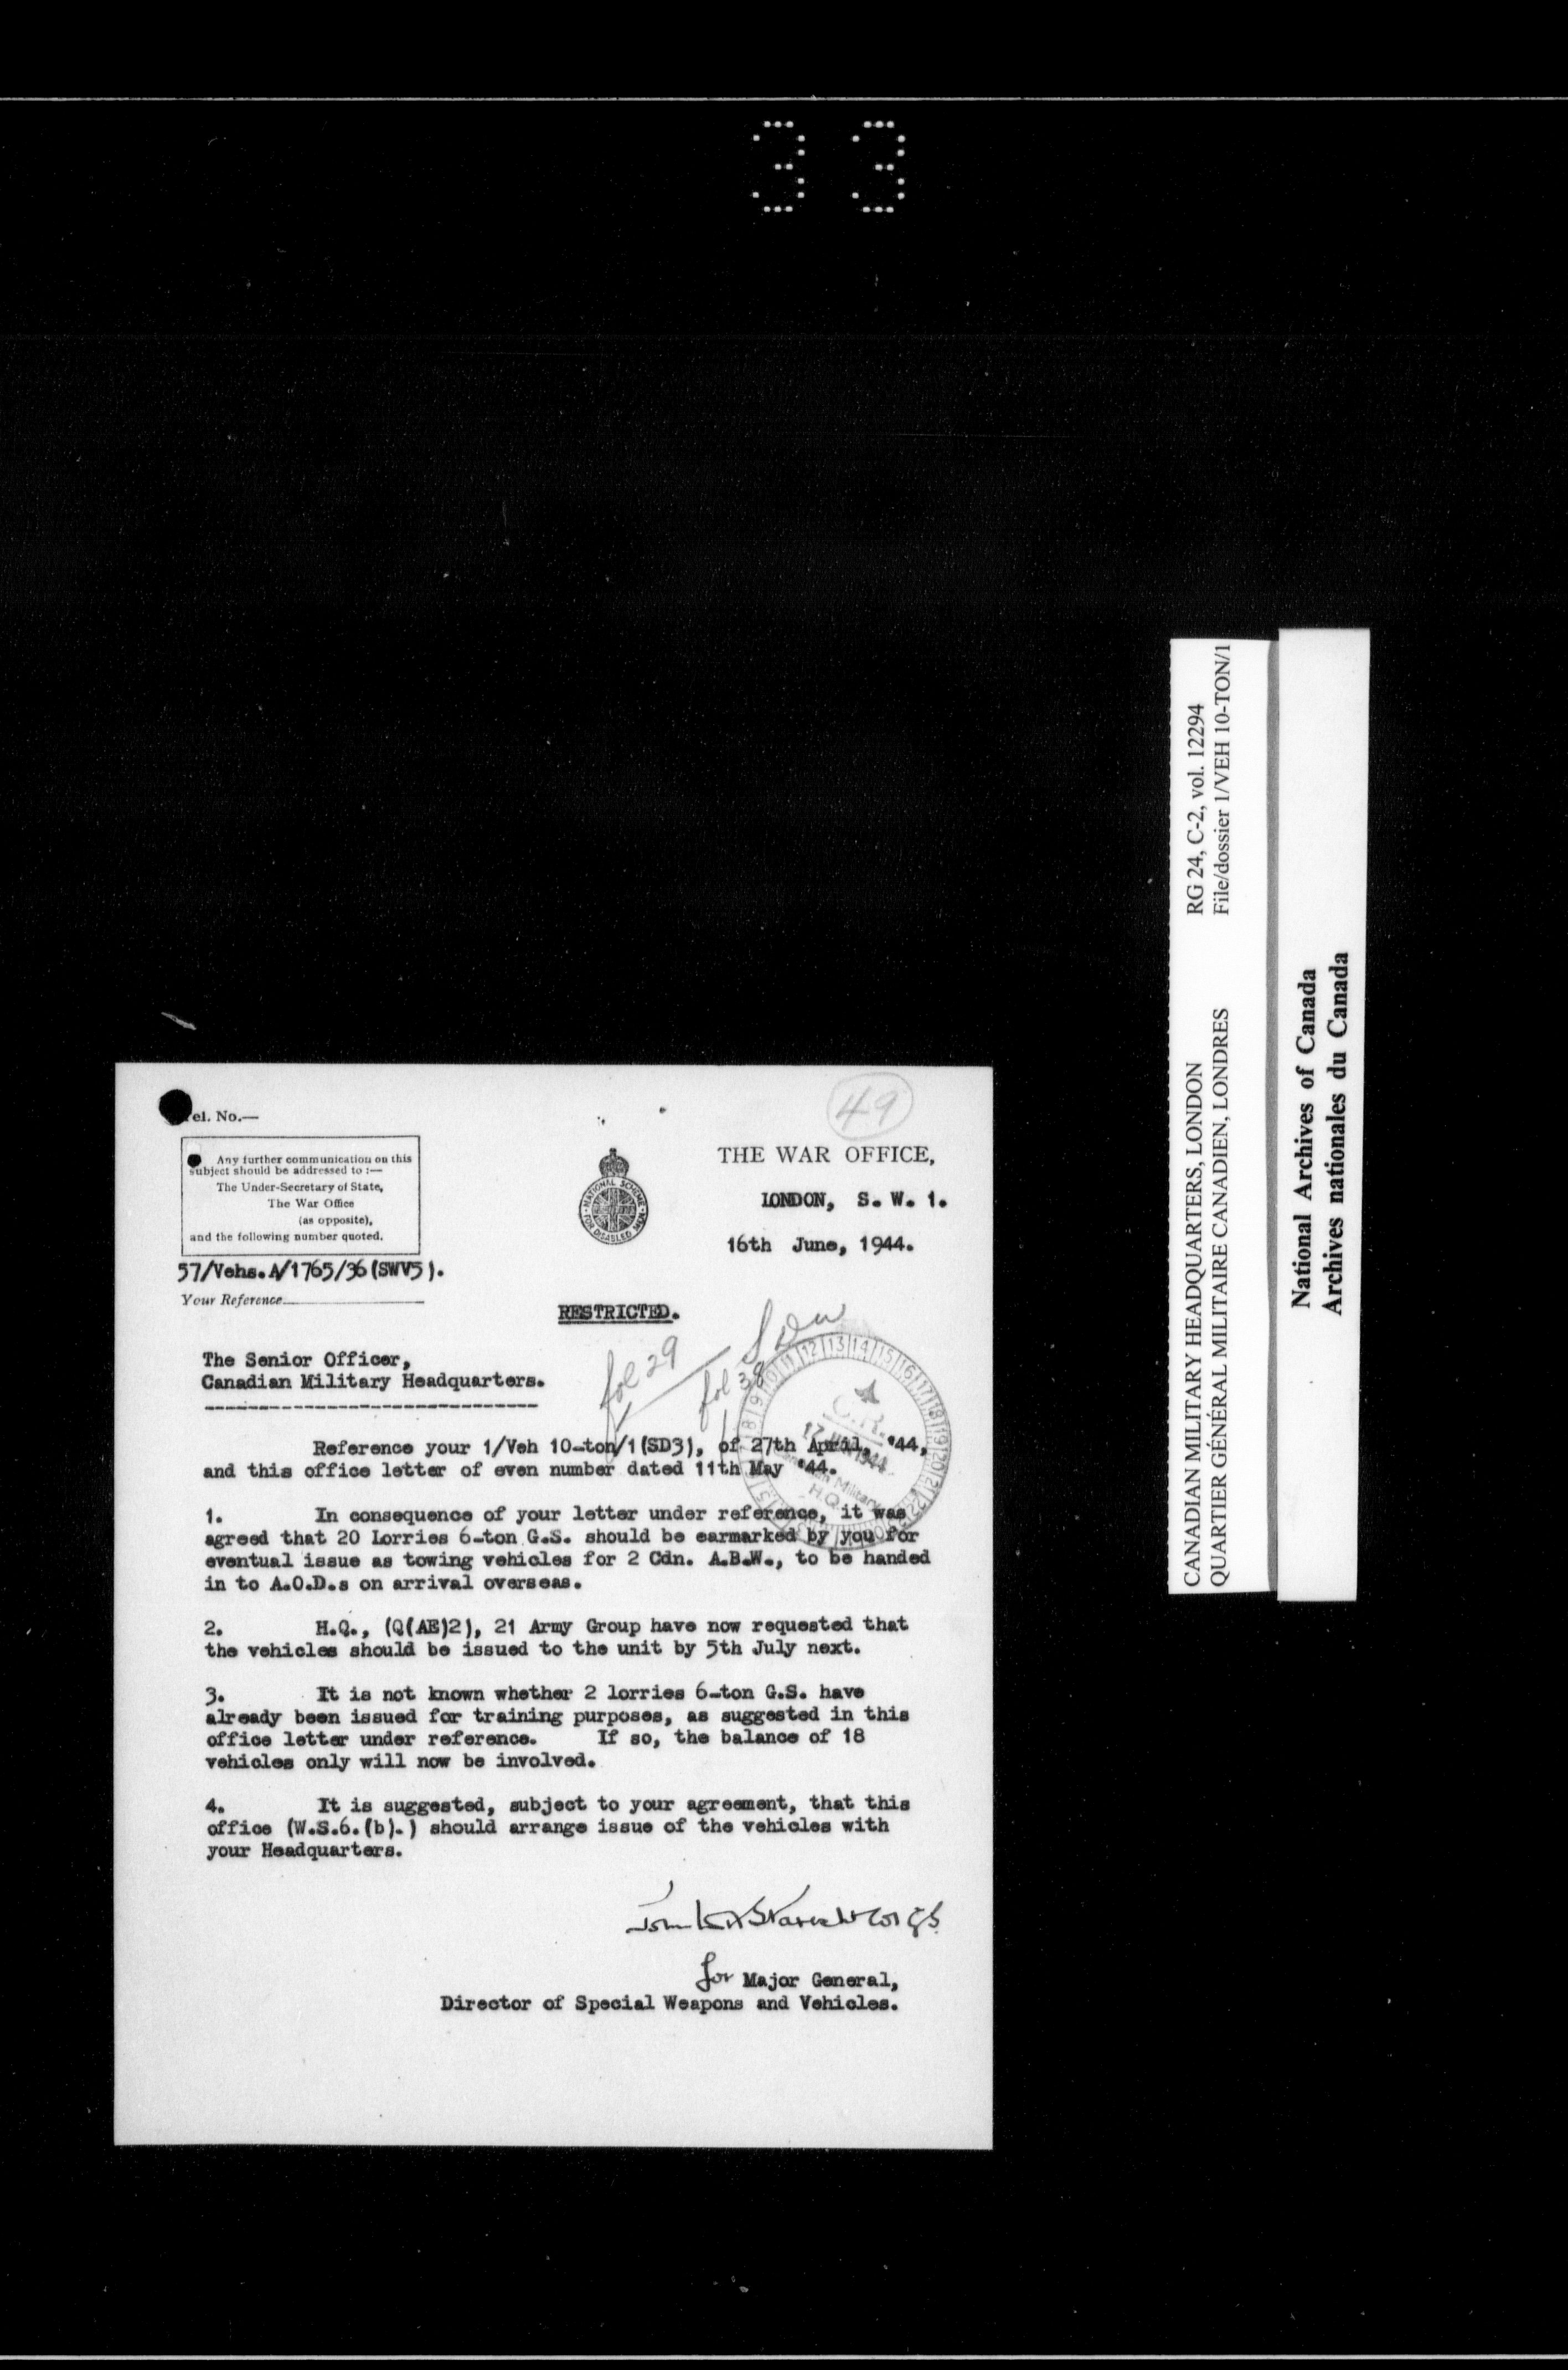 33
49
Tel. No.—
Any further communication on this
subject should be addressed to :—
The Under-Secretary of State,
The War Office
(as opposite),
and the following number quoted.
NATIONAL SCHEME
FOR DISABLED MEN
THE WAR OFFICE,
LONDON, S. W. 1.
16th June, 1944.
57/Vehs.A/1765/36(SWV5).
Your Reference
RESTRICTED.
fol 29
fol 38
The Senior Officer,
Canadian Military Headquarters.
C.R.
17 JUN 1944
Canadian Military
H.Q.
Reference your 1/Veh 10-ton/1(SD3), of 27th April, '44,
and this office letter of even number dated 11th May '44.
1. In consequence of your letter under reference, it was
agreed that 20 Lorries 6-ton G.S. should be earmarked by you for
eventual issue as towing vehicles for 2 Cdn. A.B.W., to be handed
in to A.O.D.s on arrival overseas.
2. H.Q., (Q(AE)2), 21 Army Group have now requested that
the vehicles should be issued to the unit by 5th July next.
3. It is not known whether 2 lorries 6-ton G.S. have
already been issued for training purposes, as suggested in this
office letter under reference. If so, the balance of 18
vehicles only will now be involved.
4. It is suggested, subject to your agreement, that this
office (W.S.6.(b).) should arrange issue of the vehicles with
your Headquarters.
for Major General,
Director of Special Weapons and Vehicles.
CANADIAN MILITARY HEADQUARTERS, LONDON RG 24, C-2, vol. 12294
QUARTIER GÉNÉRAL MILITAIRE CANADIEN, LONDRES File/dossier 1/VEH 10-TON/1
National Archives of Canada
Archives nationales du Canada